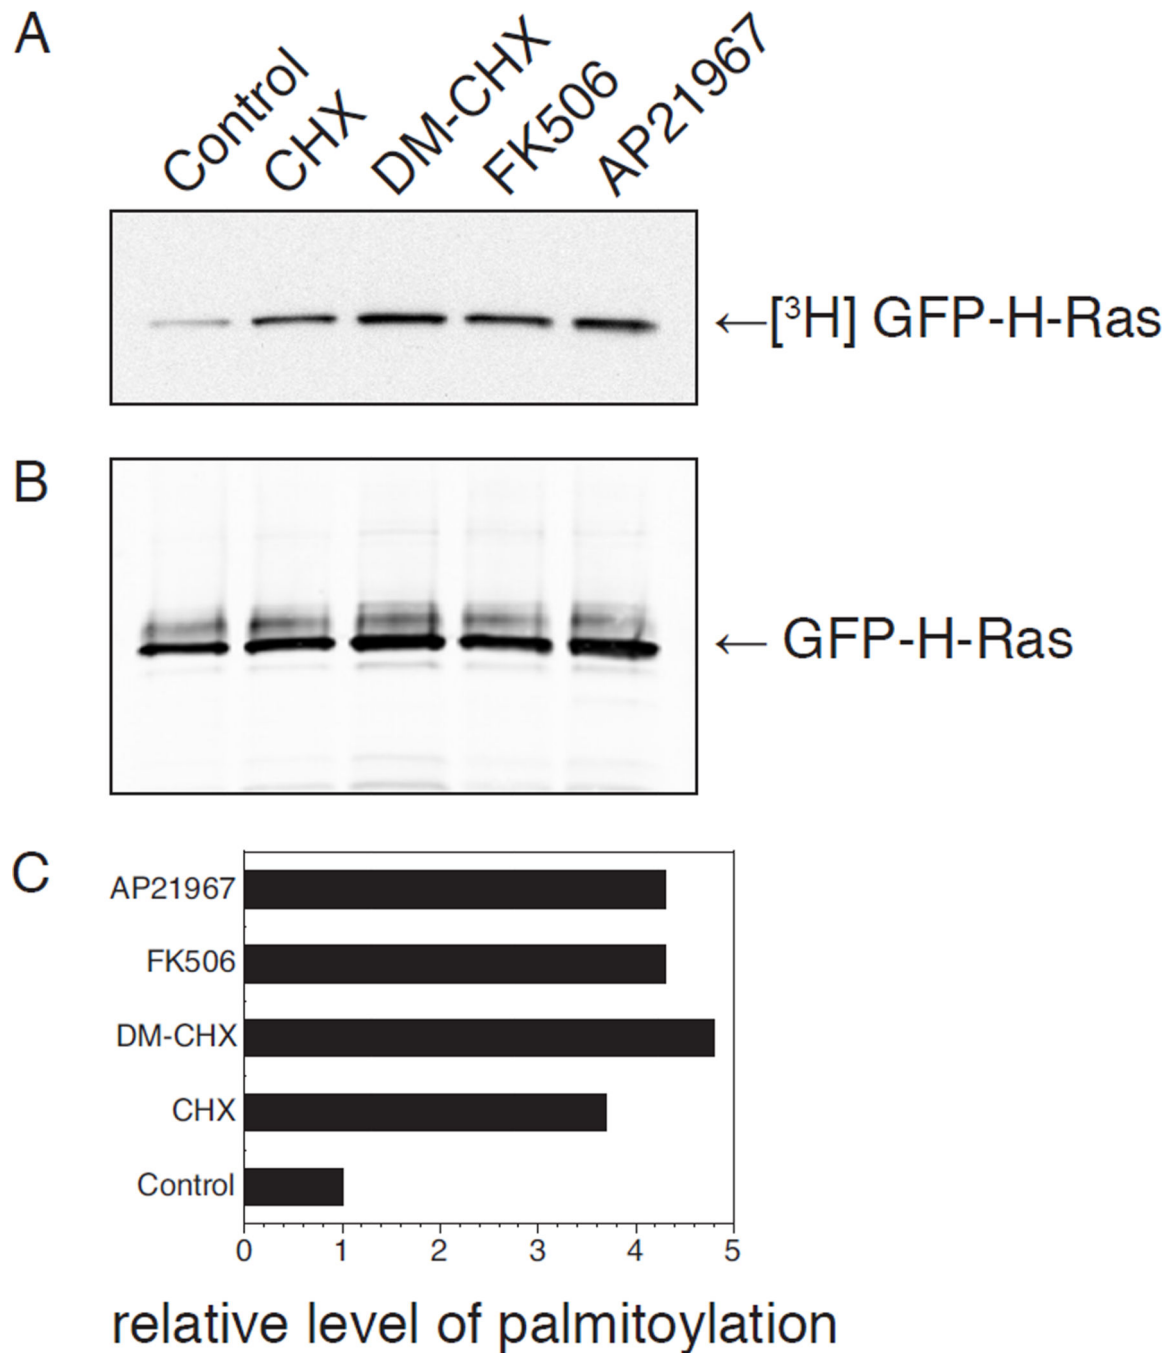 A
Control
CHX
DM-CHX
FK506
AP21967
←[³H] GFP-H-Ras
B
← GFP-H-Ras
C
AP21967
FK506
DM-CHX
CHX
Control
0 1 2 3 4 5
relative level of palmitoylation